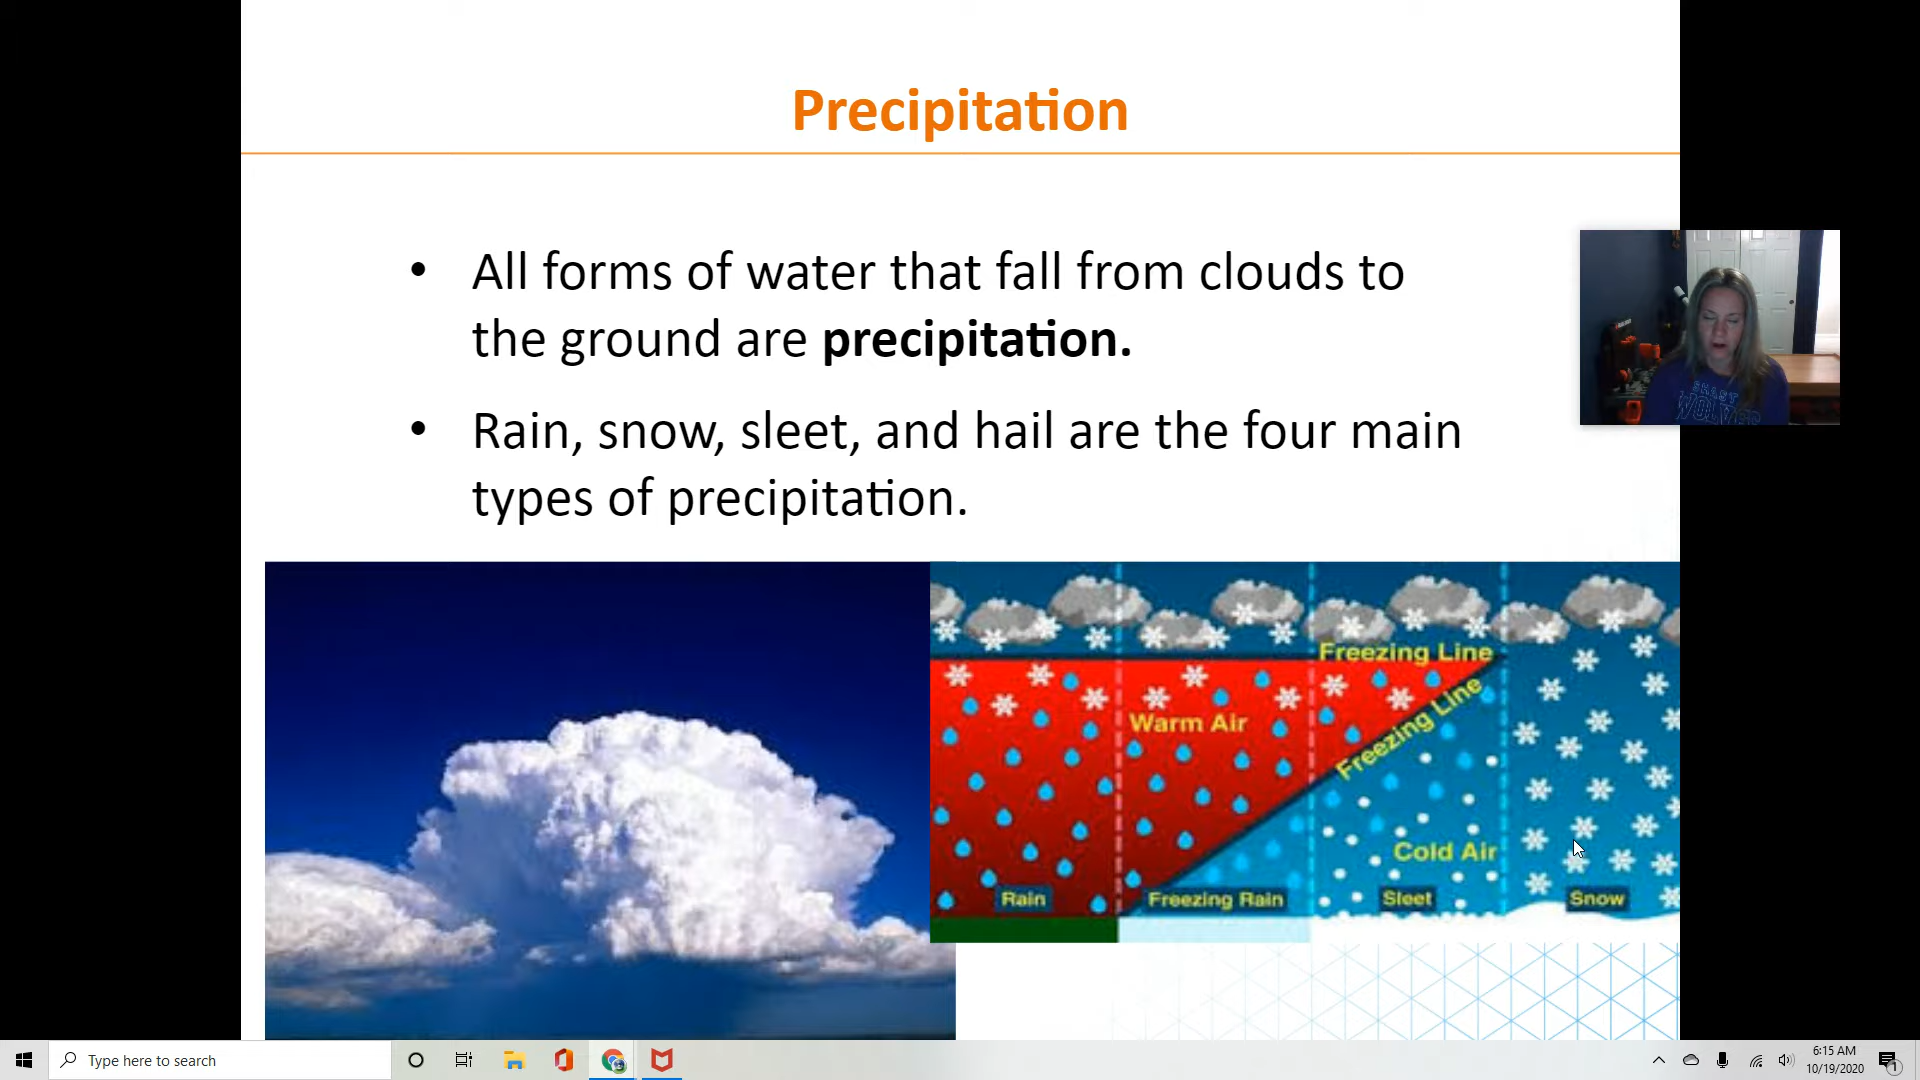 Precipitation
• All forms of water that fall from clouds to
the ground are precipitation.
• Rain, snow, sleet, and hail are the four main
types of precipitation.
Freezing Line
Freezing Line
Warm Air
Cold Air
Rain
Freezing Rain
Sleet
Snow
WOLVES
Type here to search
6:15 AM
10/19/2020
1